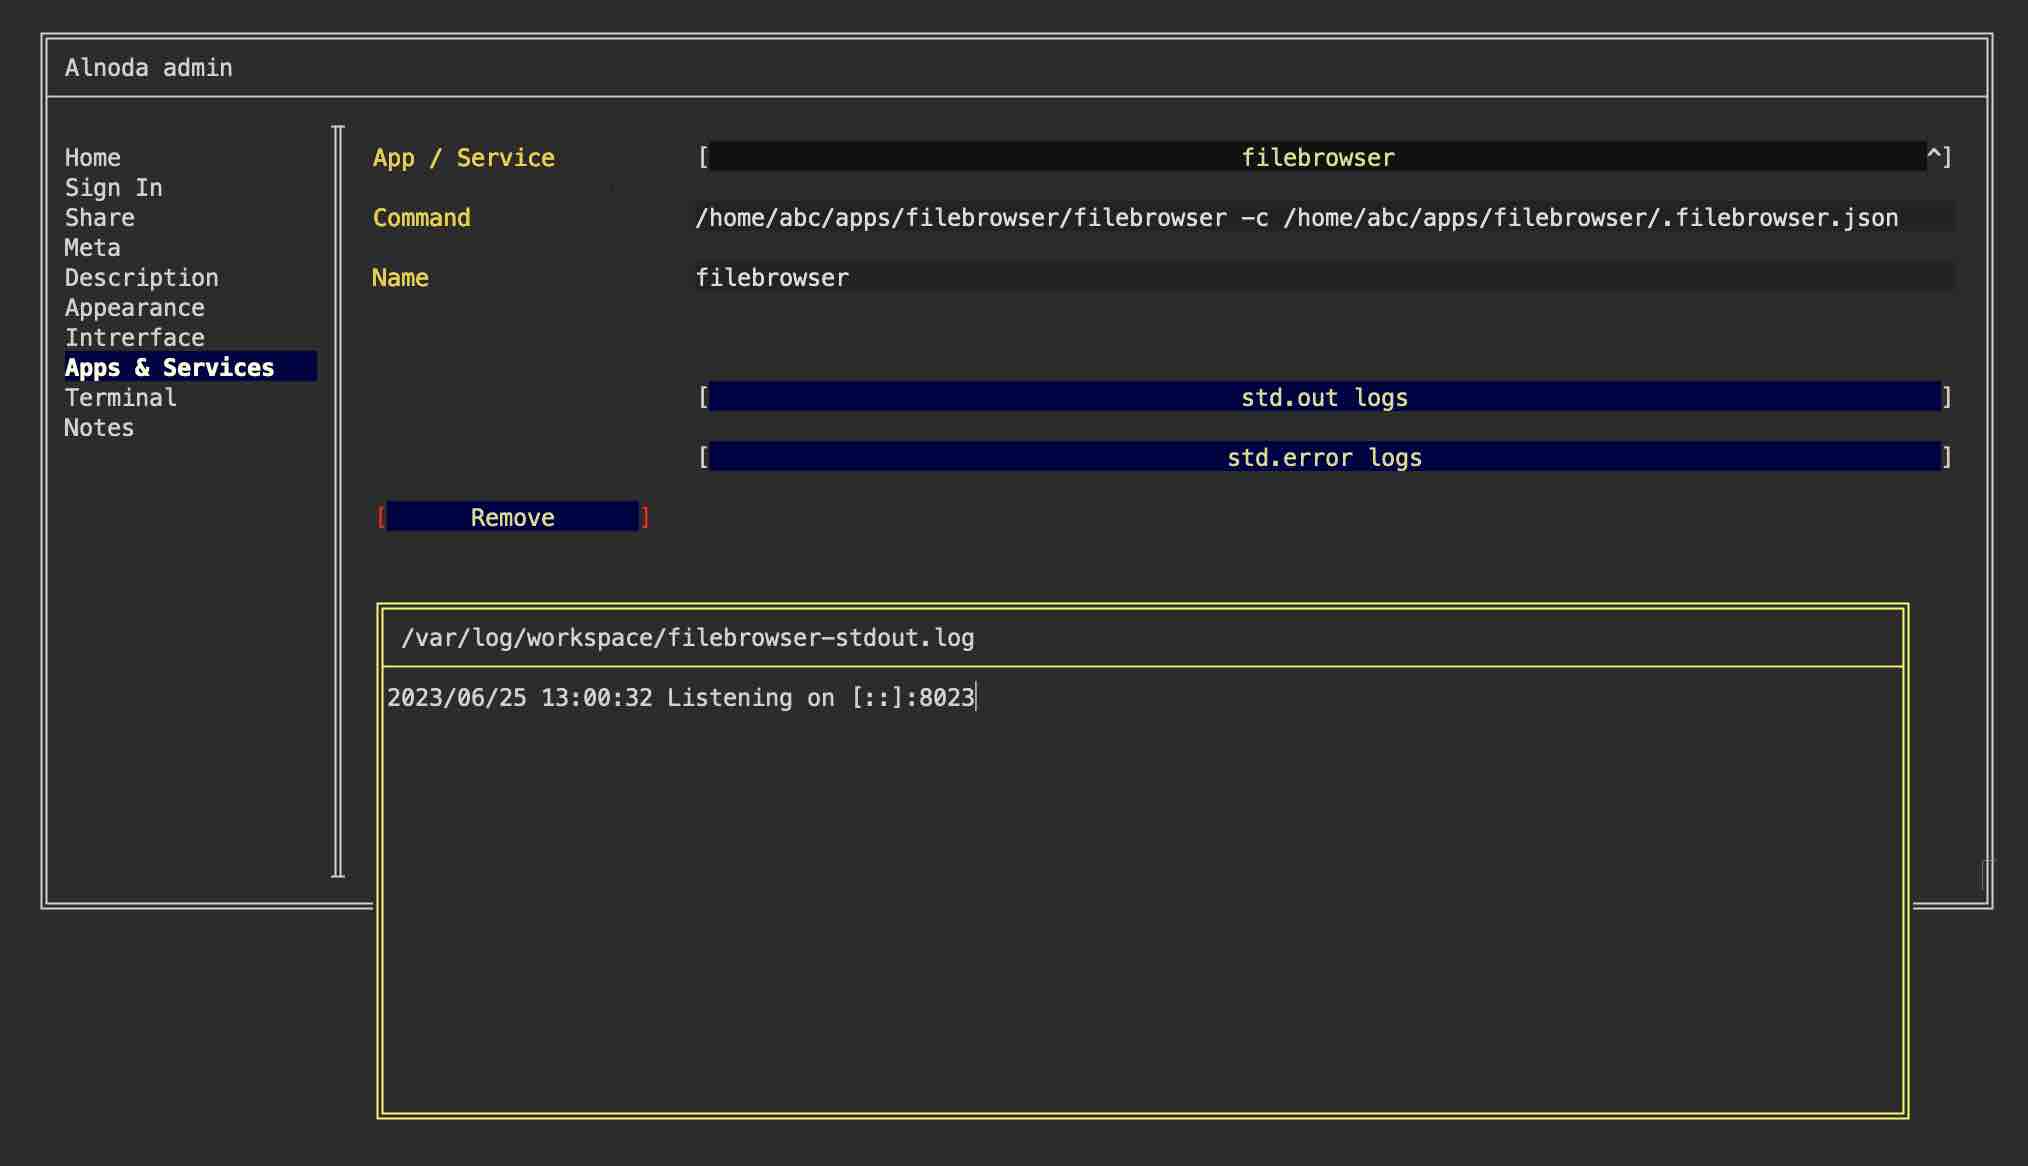 Alnoda admin
Home
Sign In
Share
Meta
Description
Appearance
Intrerface
Apps & Services
Terminal
Notes
App / Service [ filebrowser ^]
Command /home/abc/apps/filebrowser/filebrowser -c /home/abc/apps/filebrowser/.filebrowser.json
Name filebrowser
[ std.out logs ]
[ std.error logs ]
[ Remove ]
/var/log/workspace/filebrowser-stdout.log
2023/06/25 13:00:32 Listening on [::]:8023